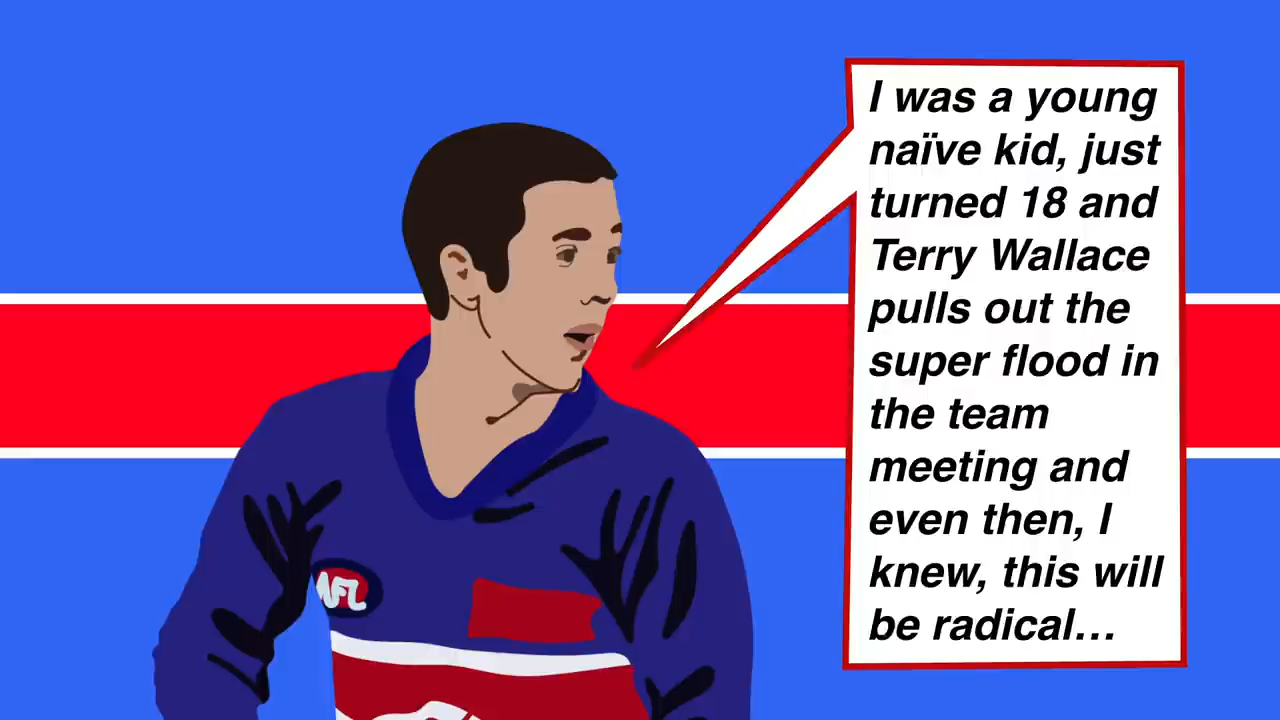 I was a young
naïve kid, just
turned 18 and
Terry Wallace
pulls out the
super flood in
the team
meeting and
even then, I
knew, this will
be radical...
AFL